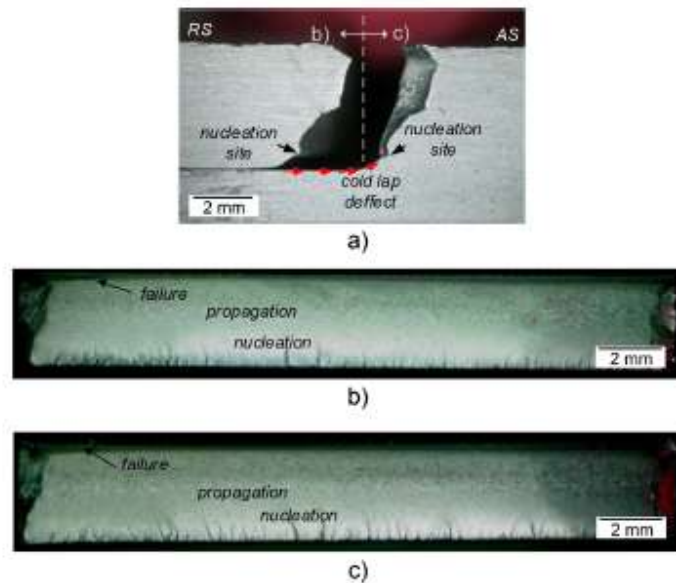 RS
b)
c)
AS
nucleation
site
nucleation
site
cold lap
deffect
2 mm
a)
failure
propagation
nucleation
2 mm
b)
failure
propagation
nucleation
2 mm
c)